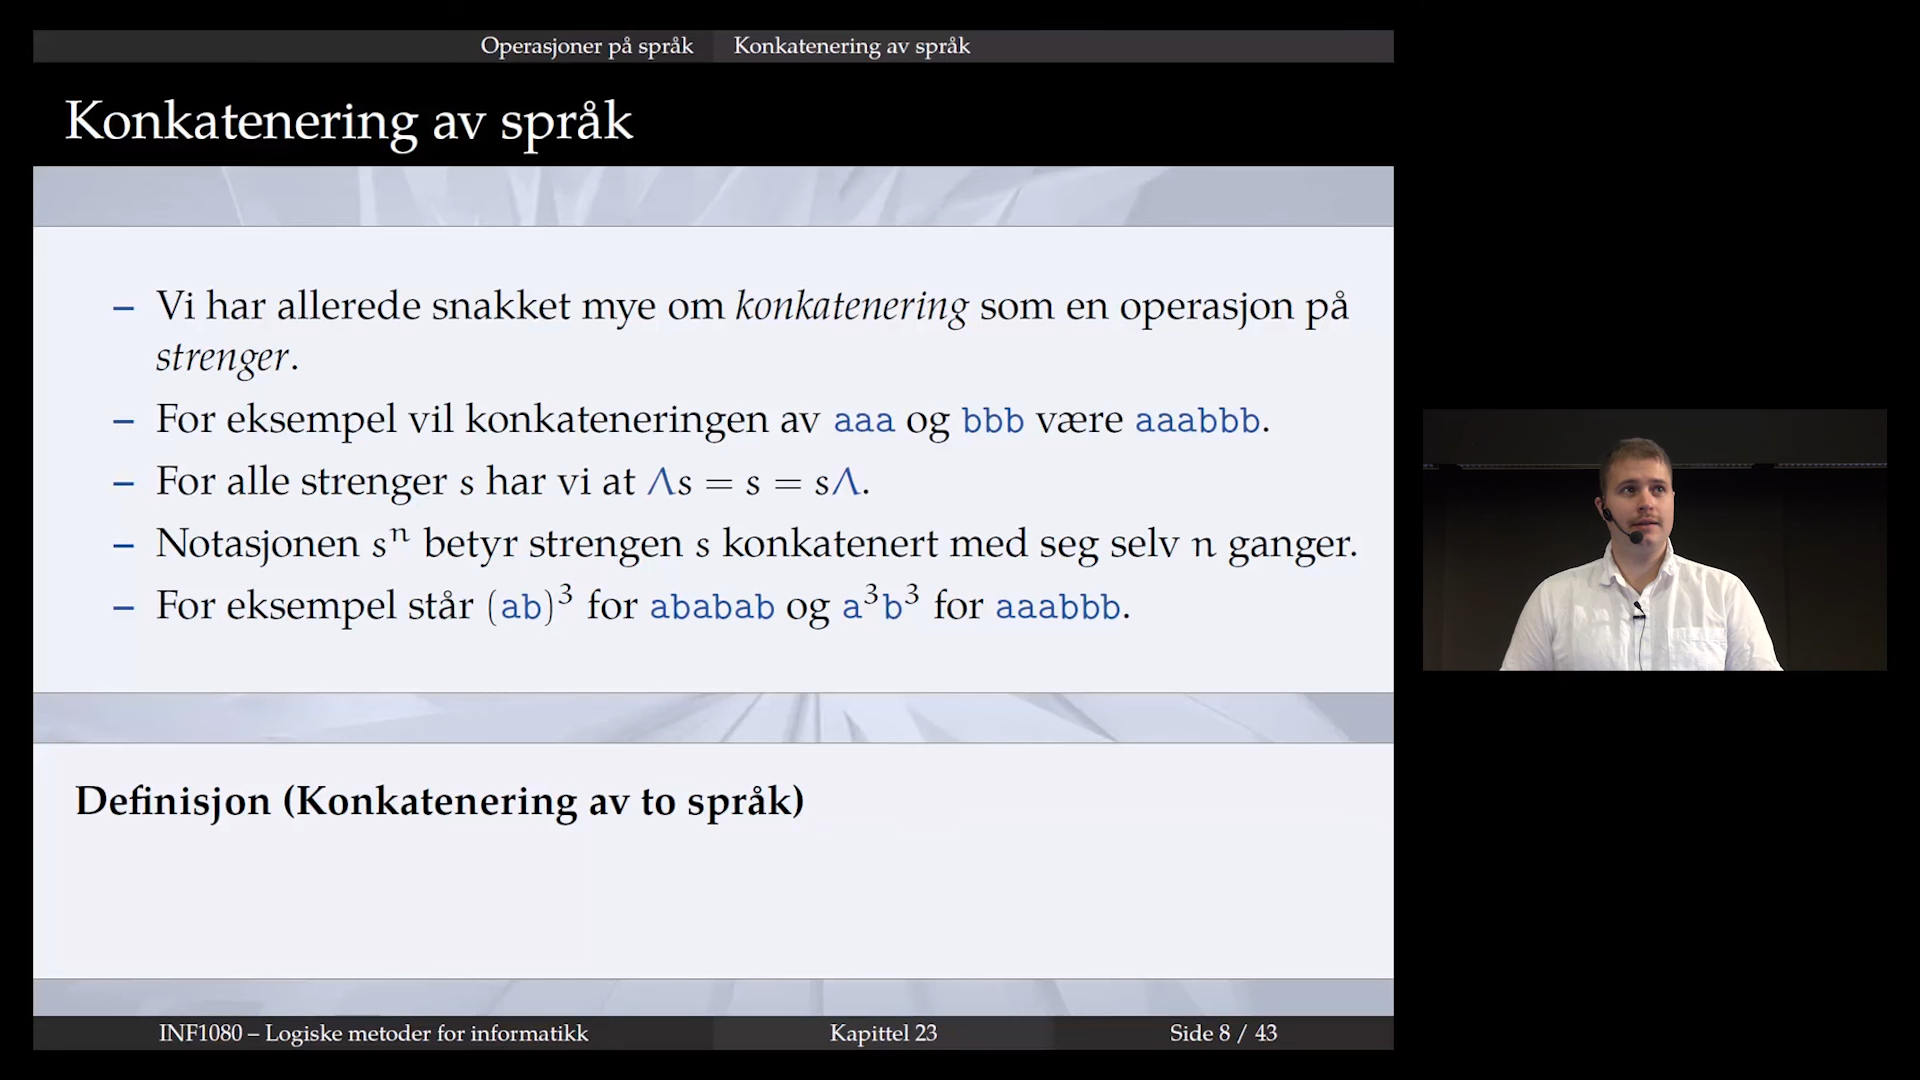 Operasjoner på språk Konkatenering av språk
Konkatenering av språk
– Vi har allerede snakket mye om konkatenering som en operasjon på
strenger.
– For eksempel vil konkateneringen av aaa og bbb være aaabbb.
– For alle strenger s har vi at Λs = s = sΛ.
– Notasjonen sⁿ betyr strengen s konkatenert med seg selv n ganger.
– For eksempel står (ab)³ for ababab og a³b³ for aaabbb.
Definisjon (Konkatenering av to språk)
INF1080 – Logiske metoder for informatikk Kapittel 23 Side 8 / 43